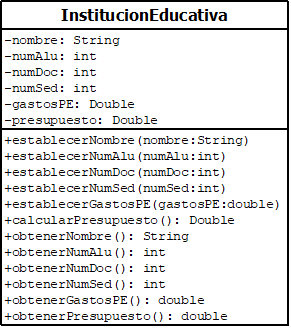 InstitucionEducativa
-nombre: String
-numAlu: int
-numDoc: int
-numSed: int
-gastosPE: Double
-presupuesto: Double
+establecerNombre(nombre:String)
+establecerNumAlu(numAlu:int)
+establecerNumDoc(numDoc:int)
+establecerNumSed(numSed:int)
+establecerGastosPE(gastosPE:double)
+calcularPresupuesto(): Double
+obtenerNombre(): String
+obtenerNumAlu(): int
+obtenerNumDoc(): int
+obtenerNumSed(): int
+obtenerGastosPE(): double
+obtenerPresupuesto(): double